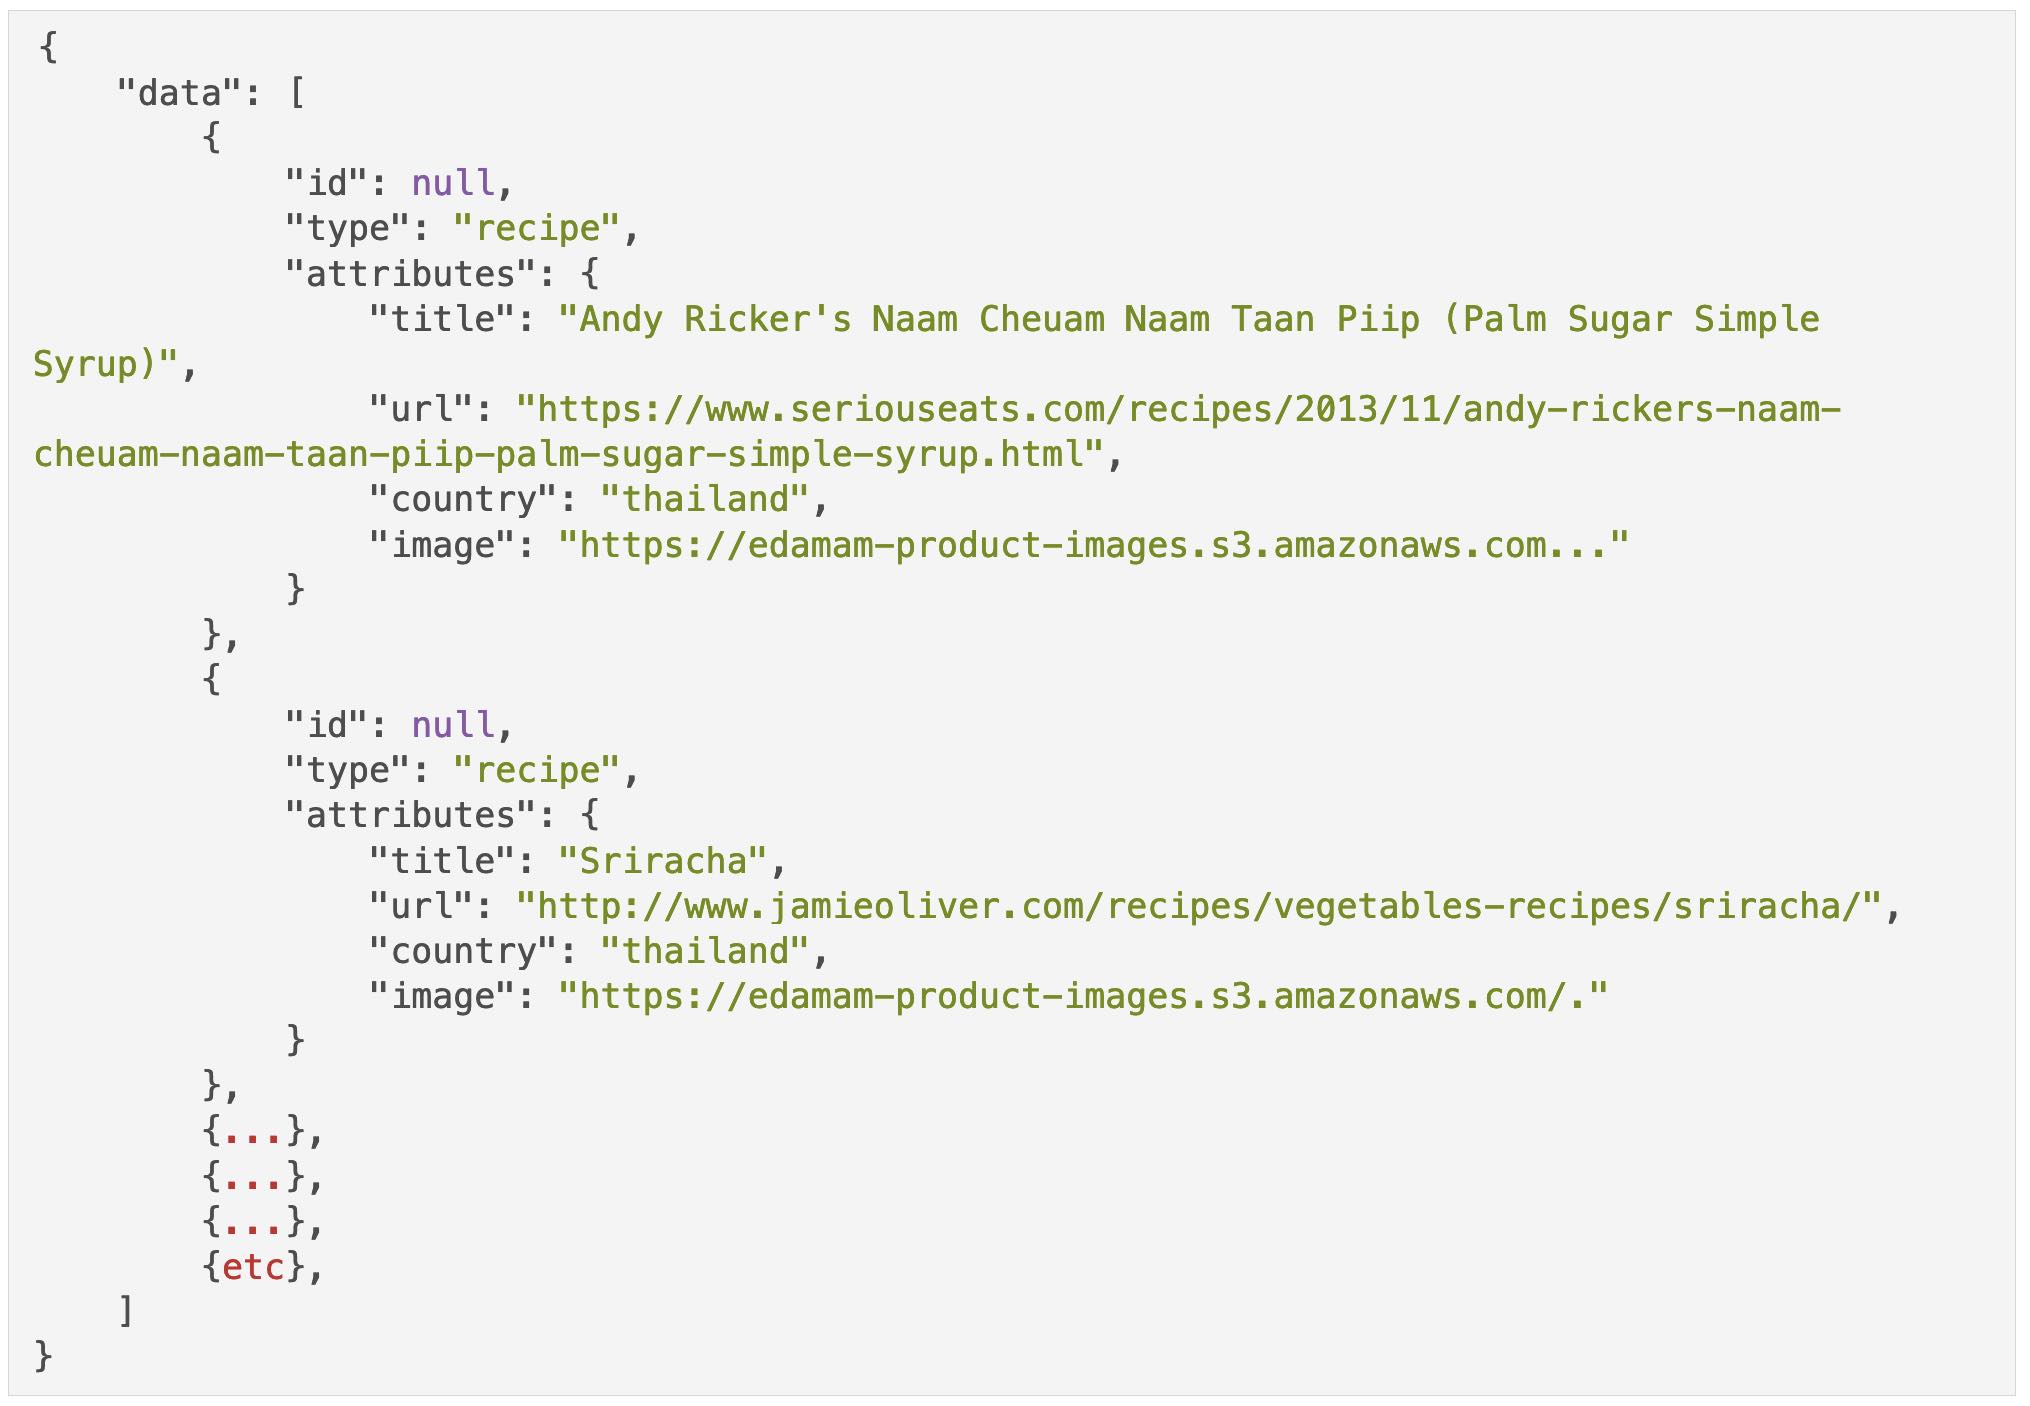 {
    "data": [
        {
            "id": null,
            "type": "recipe",
            "attributes": {
                "title": "Andy Ricker's Naam Cheuam Naam Taan Piip (Palm Sugar Simple
Syrup)",
                "url": "https://www.seriouseats.com/recipes/2013/11/andy-rickers-naam-
cheuam-naam-taan-piip-palm-sugar-simple-syrup.html",
                "country": "thailand",
                "image": "https://edamam-product-images.s3.amazonaws.com..."
            }
        },
        {
            "id": null,
            "type": "recipe",
            "attributes": {
                "title": "Sriracha",
                "url": "http://www.jamieoliver.com/recipes/vegetables-recipes/sriracha/",
                "country": "thailand",
                "image": "https://edamam-product-images.s3.amazonaws.com/."
            }
        },
        {...},
        {...},
        {...},
        {etc},
    ]
}